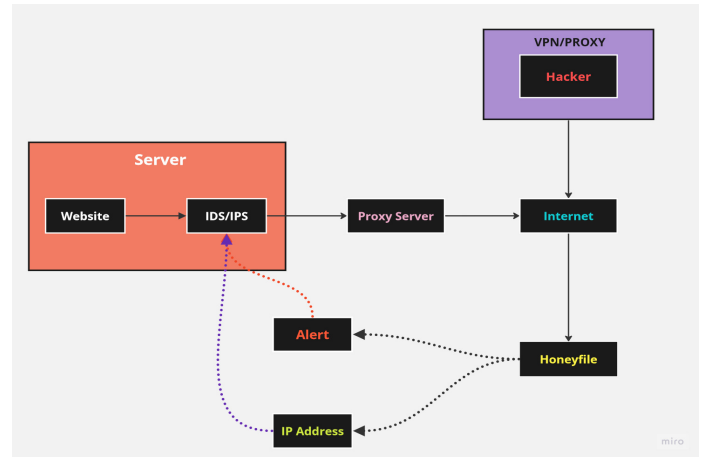 VPN/PROXY
Hacker
Server
Website
IDS/IPS
Proxy Server
Internet
Alert
Honeyfile
IP Address
miro